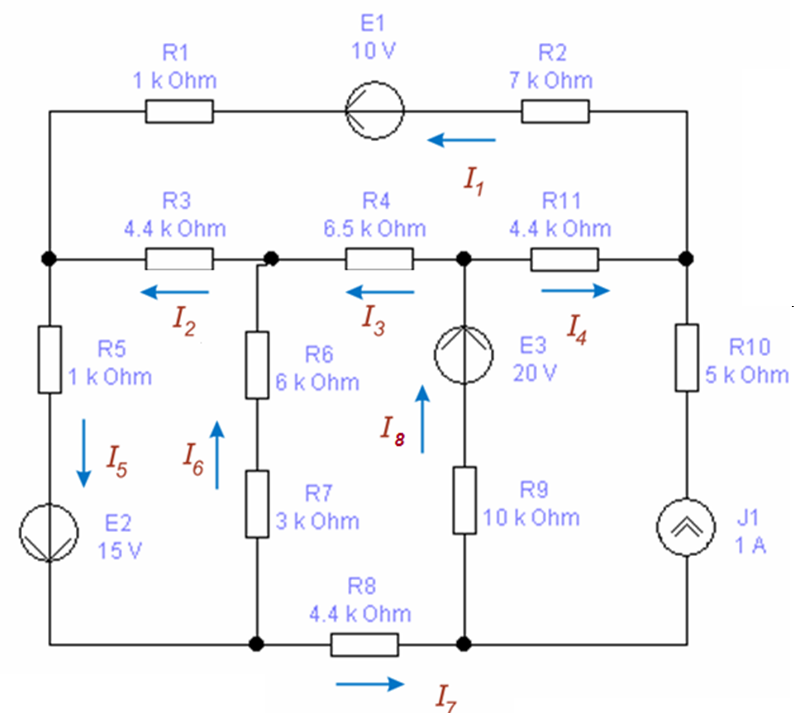 E1
10 V
R1
1 k Ohm
R2
7 k Ohm
I1
R3
4.4 k Ohm
R4
6.5 k Ohm
R11
4.4 k Ohm
I2
I3
I4
R5
1 k Ohm
R6
6 k Ohm
E3
20 V
R10
5 k Ohm
I5
I6
I8
E2
15 V
R7
3 k Ohm
R9
10 k Ohm
J1
1 A
R8
4.4 k Ohm
I7